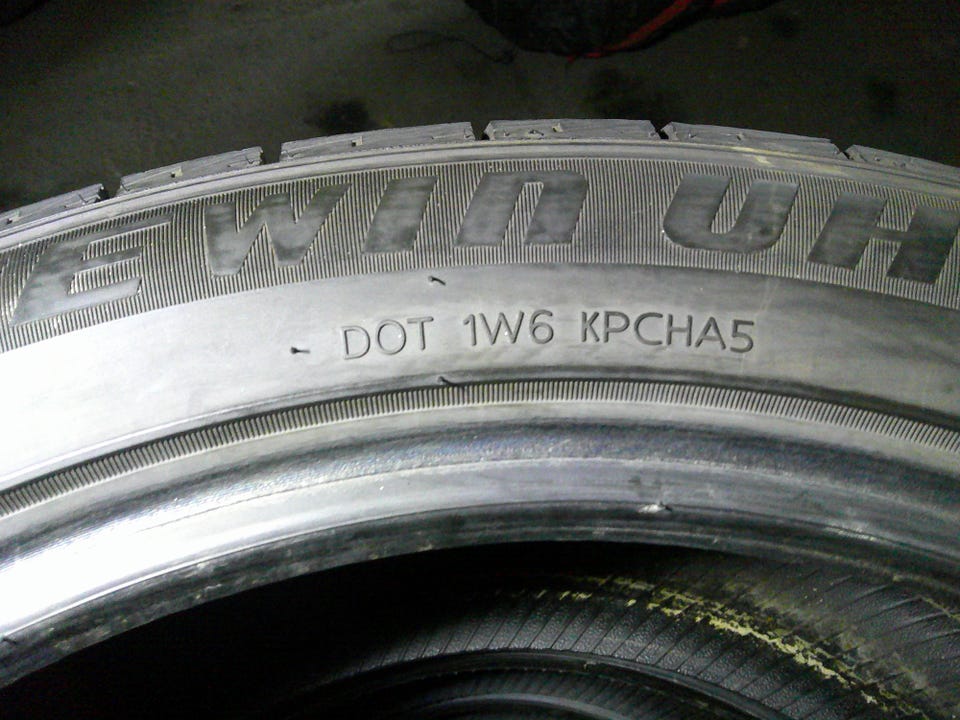 EWIN UH
DOT 1W6 KPCHA5